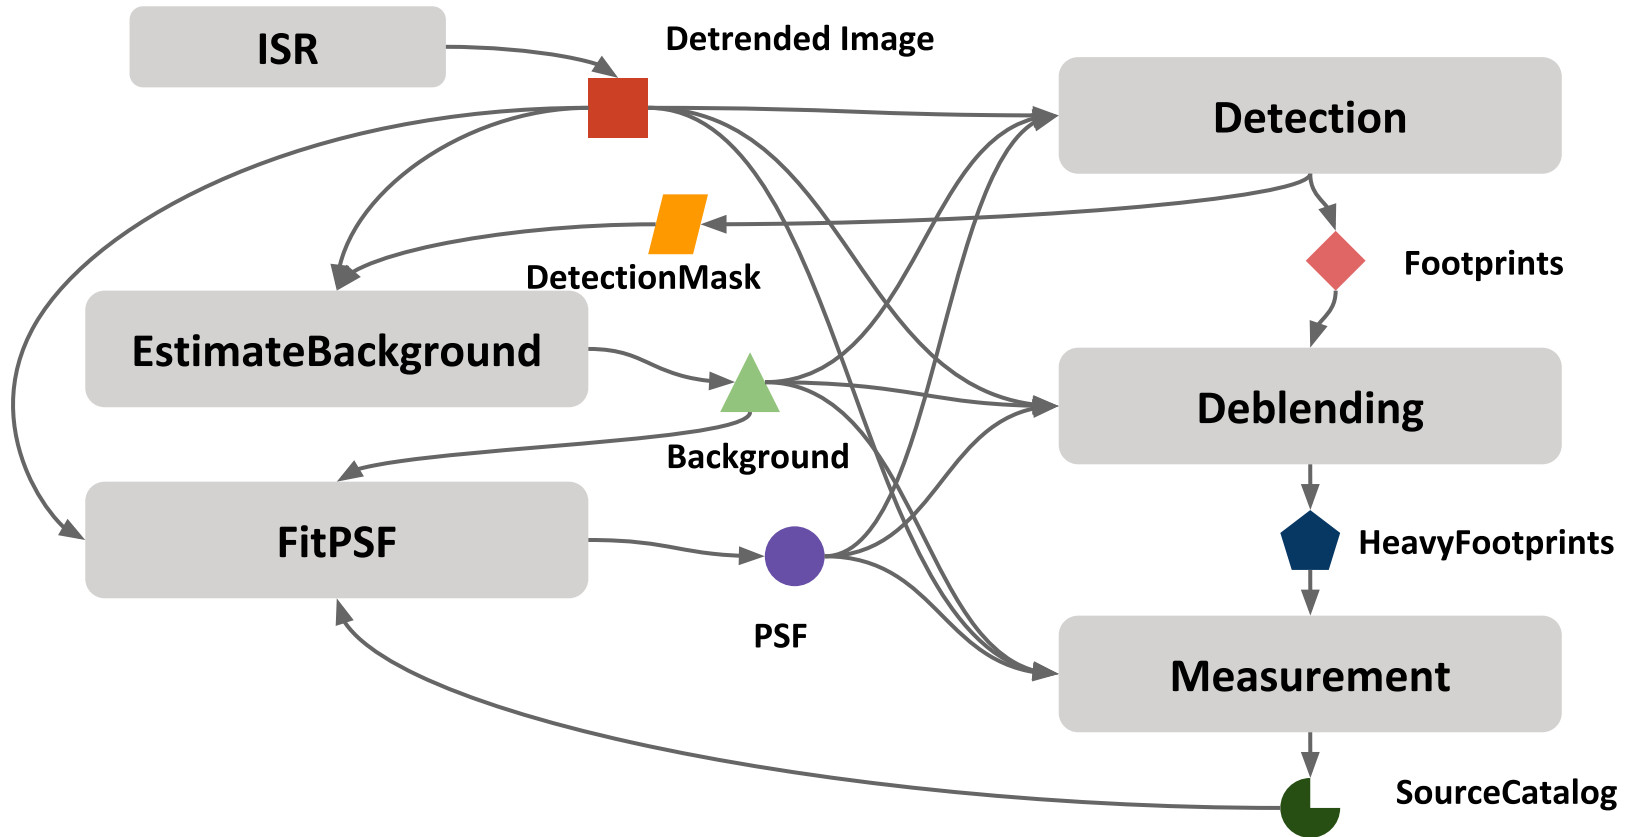 ISR
Detrended Image
Detection
DetectionMask
Footprints
EstimateBackground
Background
Deblending
FitPSF
HeavyFootprints
PSF
Measurement
SourceCatalog